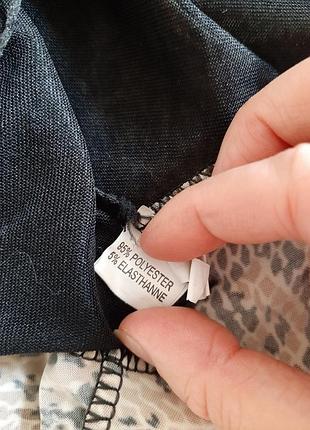 95% POLYESTER
5% ELASTHANNE